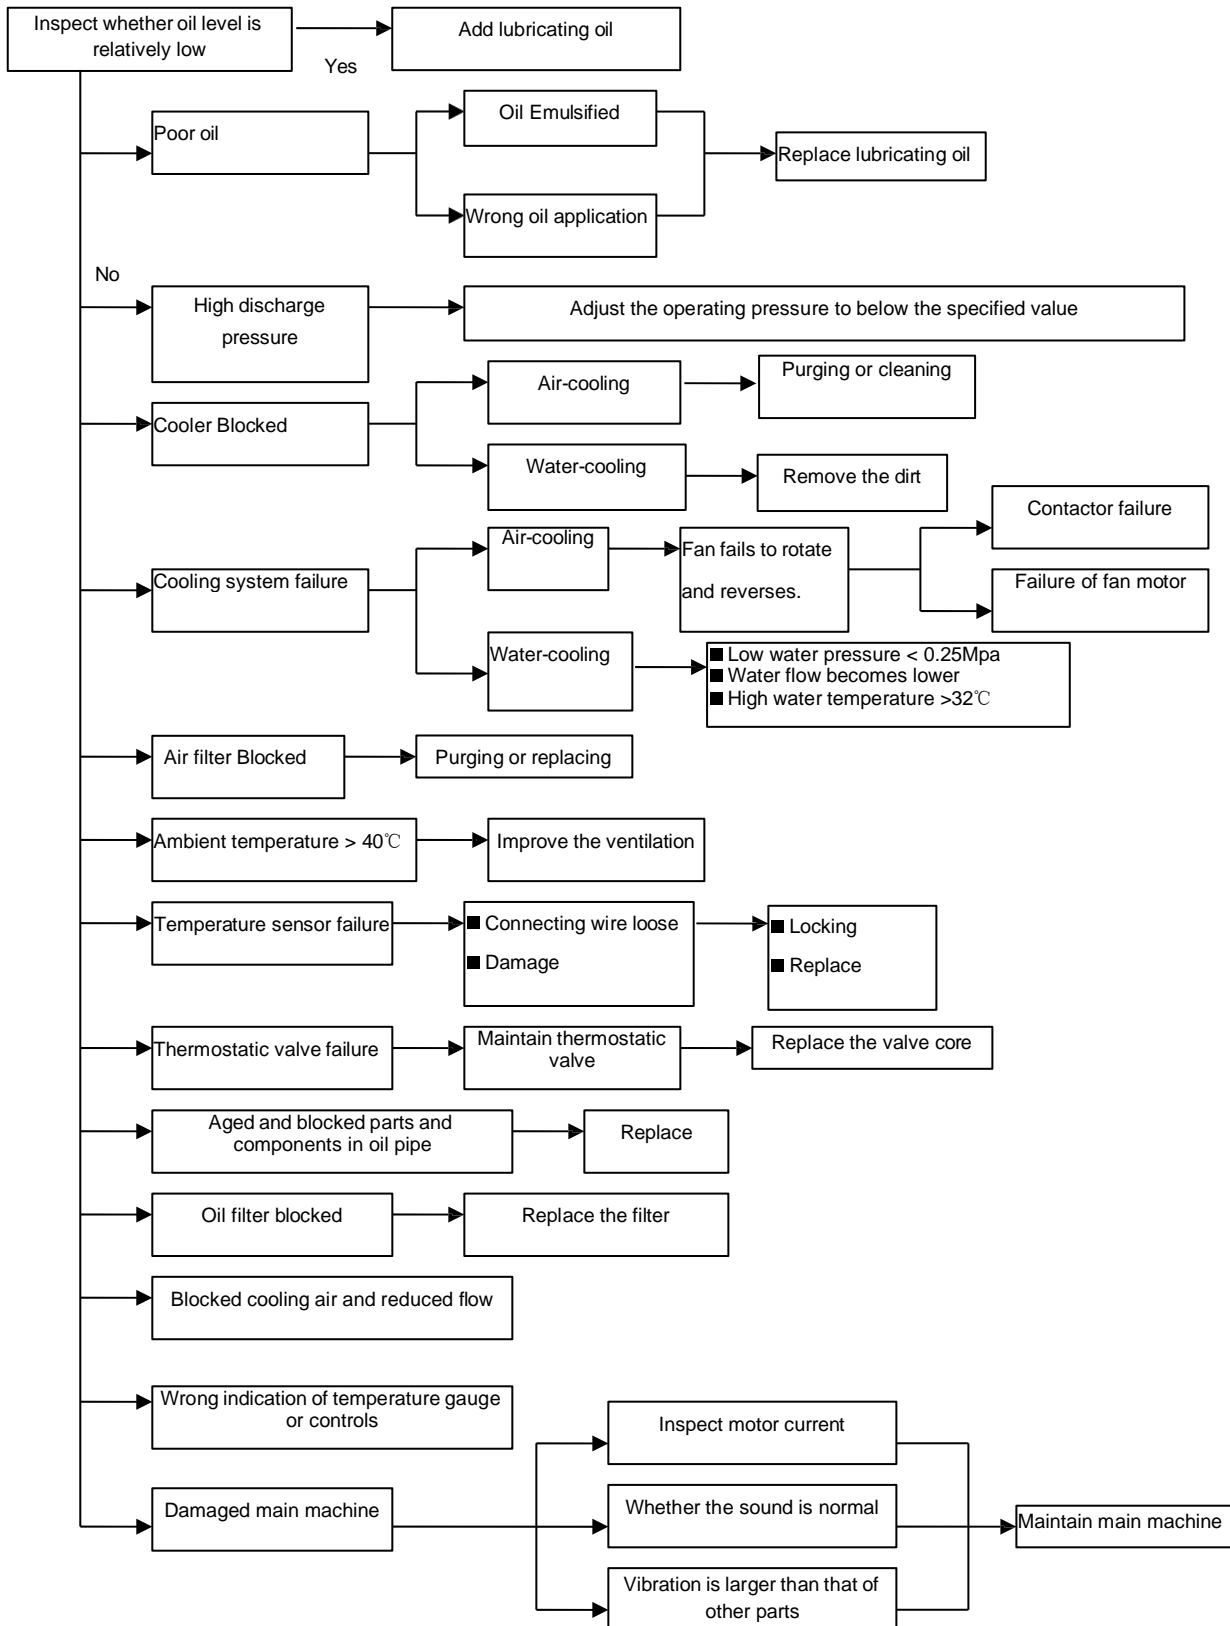 Inspect whether oil level is
relatively low
Add lubricating oil
Yes
Poor oil
Oil Emulsified
Replace lubricating oil
Wrong oil application
No
High discharge
pressure
Adjust the operating pressure to below the specified value
Cooler Blocked
Air-cooling
Purging or cleaning
Water-cooling
Remove the dirt
Cooling system failure
Air-cooling
Fan fails to rotate
and reverses.
Contactor failure
Failure of fan motor
Water-cooling
■ Low water pressure < 0.25Mpa
■ Water flow becomes lower
■ High water temperature >32℃
Air filter Blocked
Purging or replacing
Ambient temperature > 40℃
Improve the ventilation
Temperature sensor failure
■ Connecting wire loose
■ Damage
■ Locking
■ Replace
Thermostatic valve failure
Maintain thermostatic
valve
Replace the valve core
Aged and blocked parts and
components in oil pipe
Replace
Oil filter blocked
Replace the filter
Blocked cooling air and reduced flow
Wrong indication of temperature gauge
or controls
Damaged main machine
Inspect motor current
Whether the sound is normal
Vibration is larger than that of
other parts
Maintain main machine